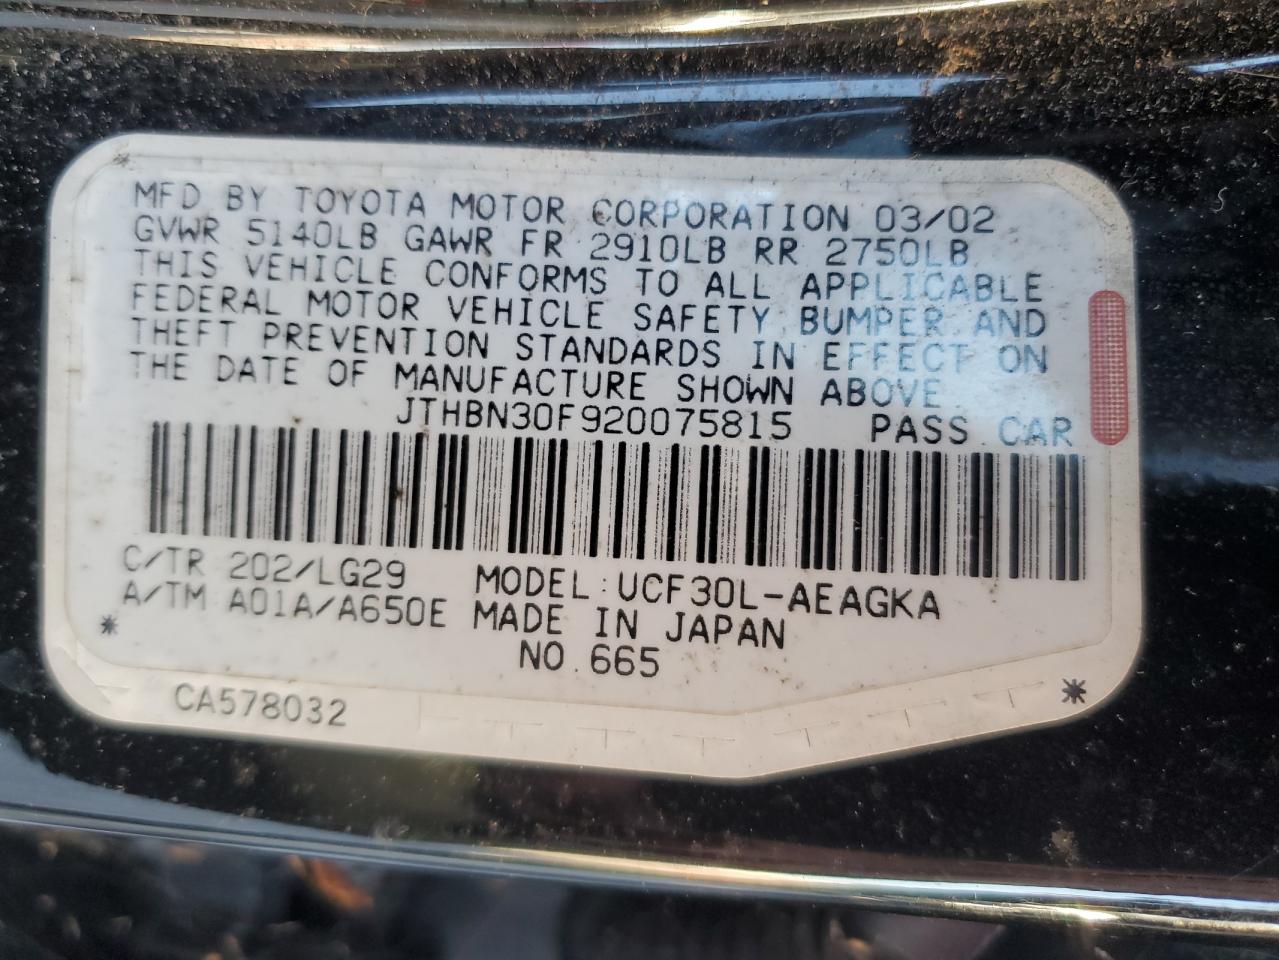 MFD BY TOYOTA MOTOR CORPORATION 03/02
GVWR 5140LB GAWR FR 2910LB RR 2750LB
THIS VEHICLE CONFORMS TO ALL APPLICABLE
FEDERAL MOTOR VEHICLE SAFETY, BUMPER AND
THEFT PREVENTION STANDARDS IN EFFECT ON
THE DATE OF MANUFACTURE SHOWN ABOVE.
JTHBN30F920075815 PASS. CAR
C/TR 202/LG29 MODEL:UCF30L-AEAGKA
A/TM A01A/A650E MADE IN JAPAN
NO.665
CA578032